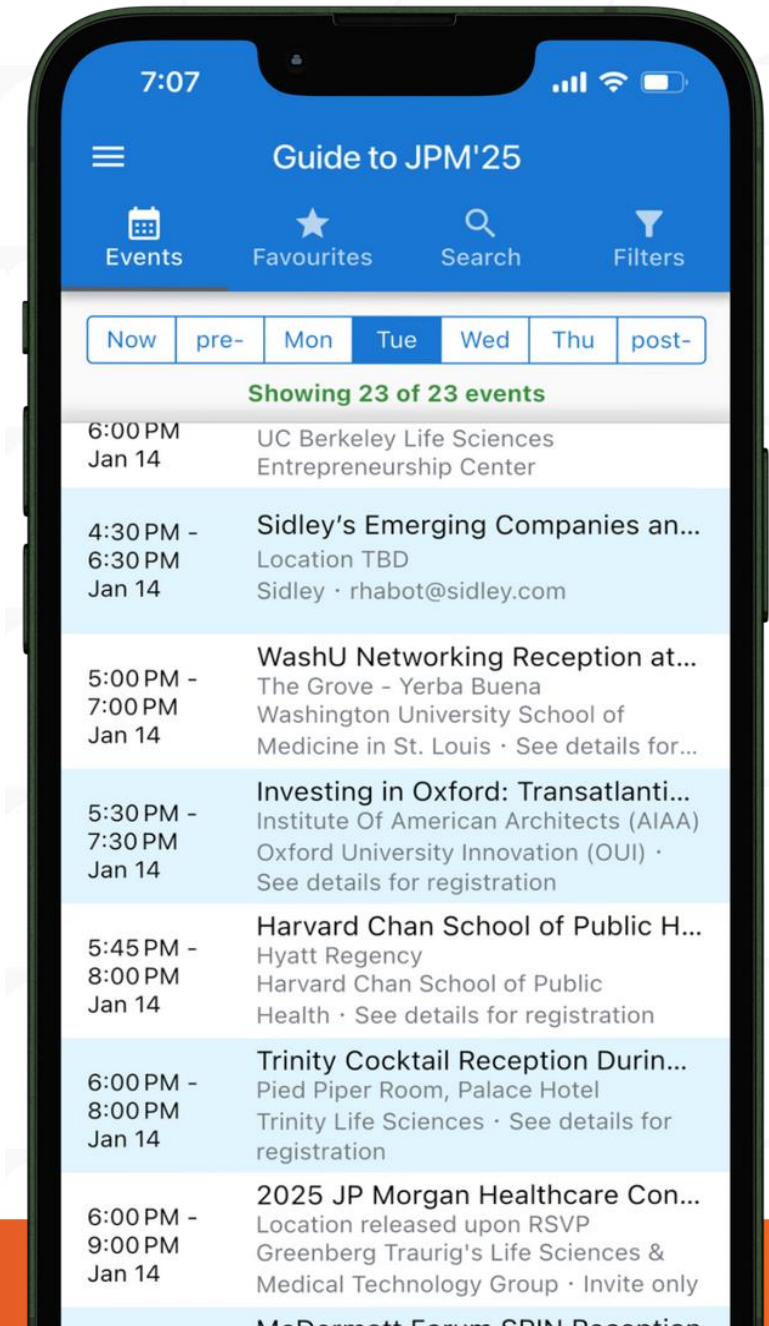 7:07
Guide to JPM'25
Events
Favourites
Search
Filters
Now
pre-
Mon
Tue
Wed
Thu
post-
Showing 23 of 23 events
6:00 PM
Jan 14
UC Berkeley Life Sciences
Entrepreneurship Center
4:30 PM -
6:30 PM
Jan 14
Sidley’s Emerging Companies an...
Location TBD
Sidley · rhabot@sidley.com
5:00 PM -
7:00 PM
Jan 14
WashU Networking Reception at...
The Grove - Yerba Buena
Washington University School of
Medicine in St. Louis · See details for...
5:30 PM -
7:30 PM
Jan 14
Investing in Oxford: Transatlanti...
Institute Of American Architects (AIAA)
Oxford University Innovation (OUI) ·
See details for registration
5:45 PM -
8:00 PM
Jan 14
Harvard Chan School of Public H...
Hyatt Regency
Harvard Chan School of Public
Health · See details for registration
6:00 PM -
8:00 PM
Jan 14
Trinity Cocktail Reception Durin...
Pied Piper Room, Palace Hotel
Trinity Life Sciences · See details for
registration
6:00 PM -
9:00 PM
Jan 14
2025 JP Morgan Healthcare Con...
Location released upon RSVP
Greenberg Traurig's Life Sciences &
Medical Technology Group · Invite only
McDermott Forum SPIN Reception